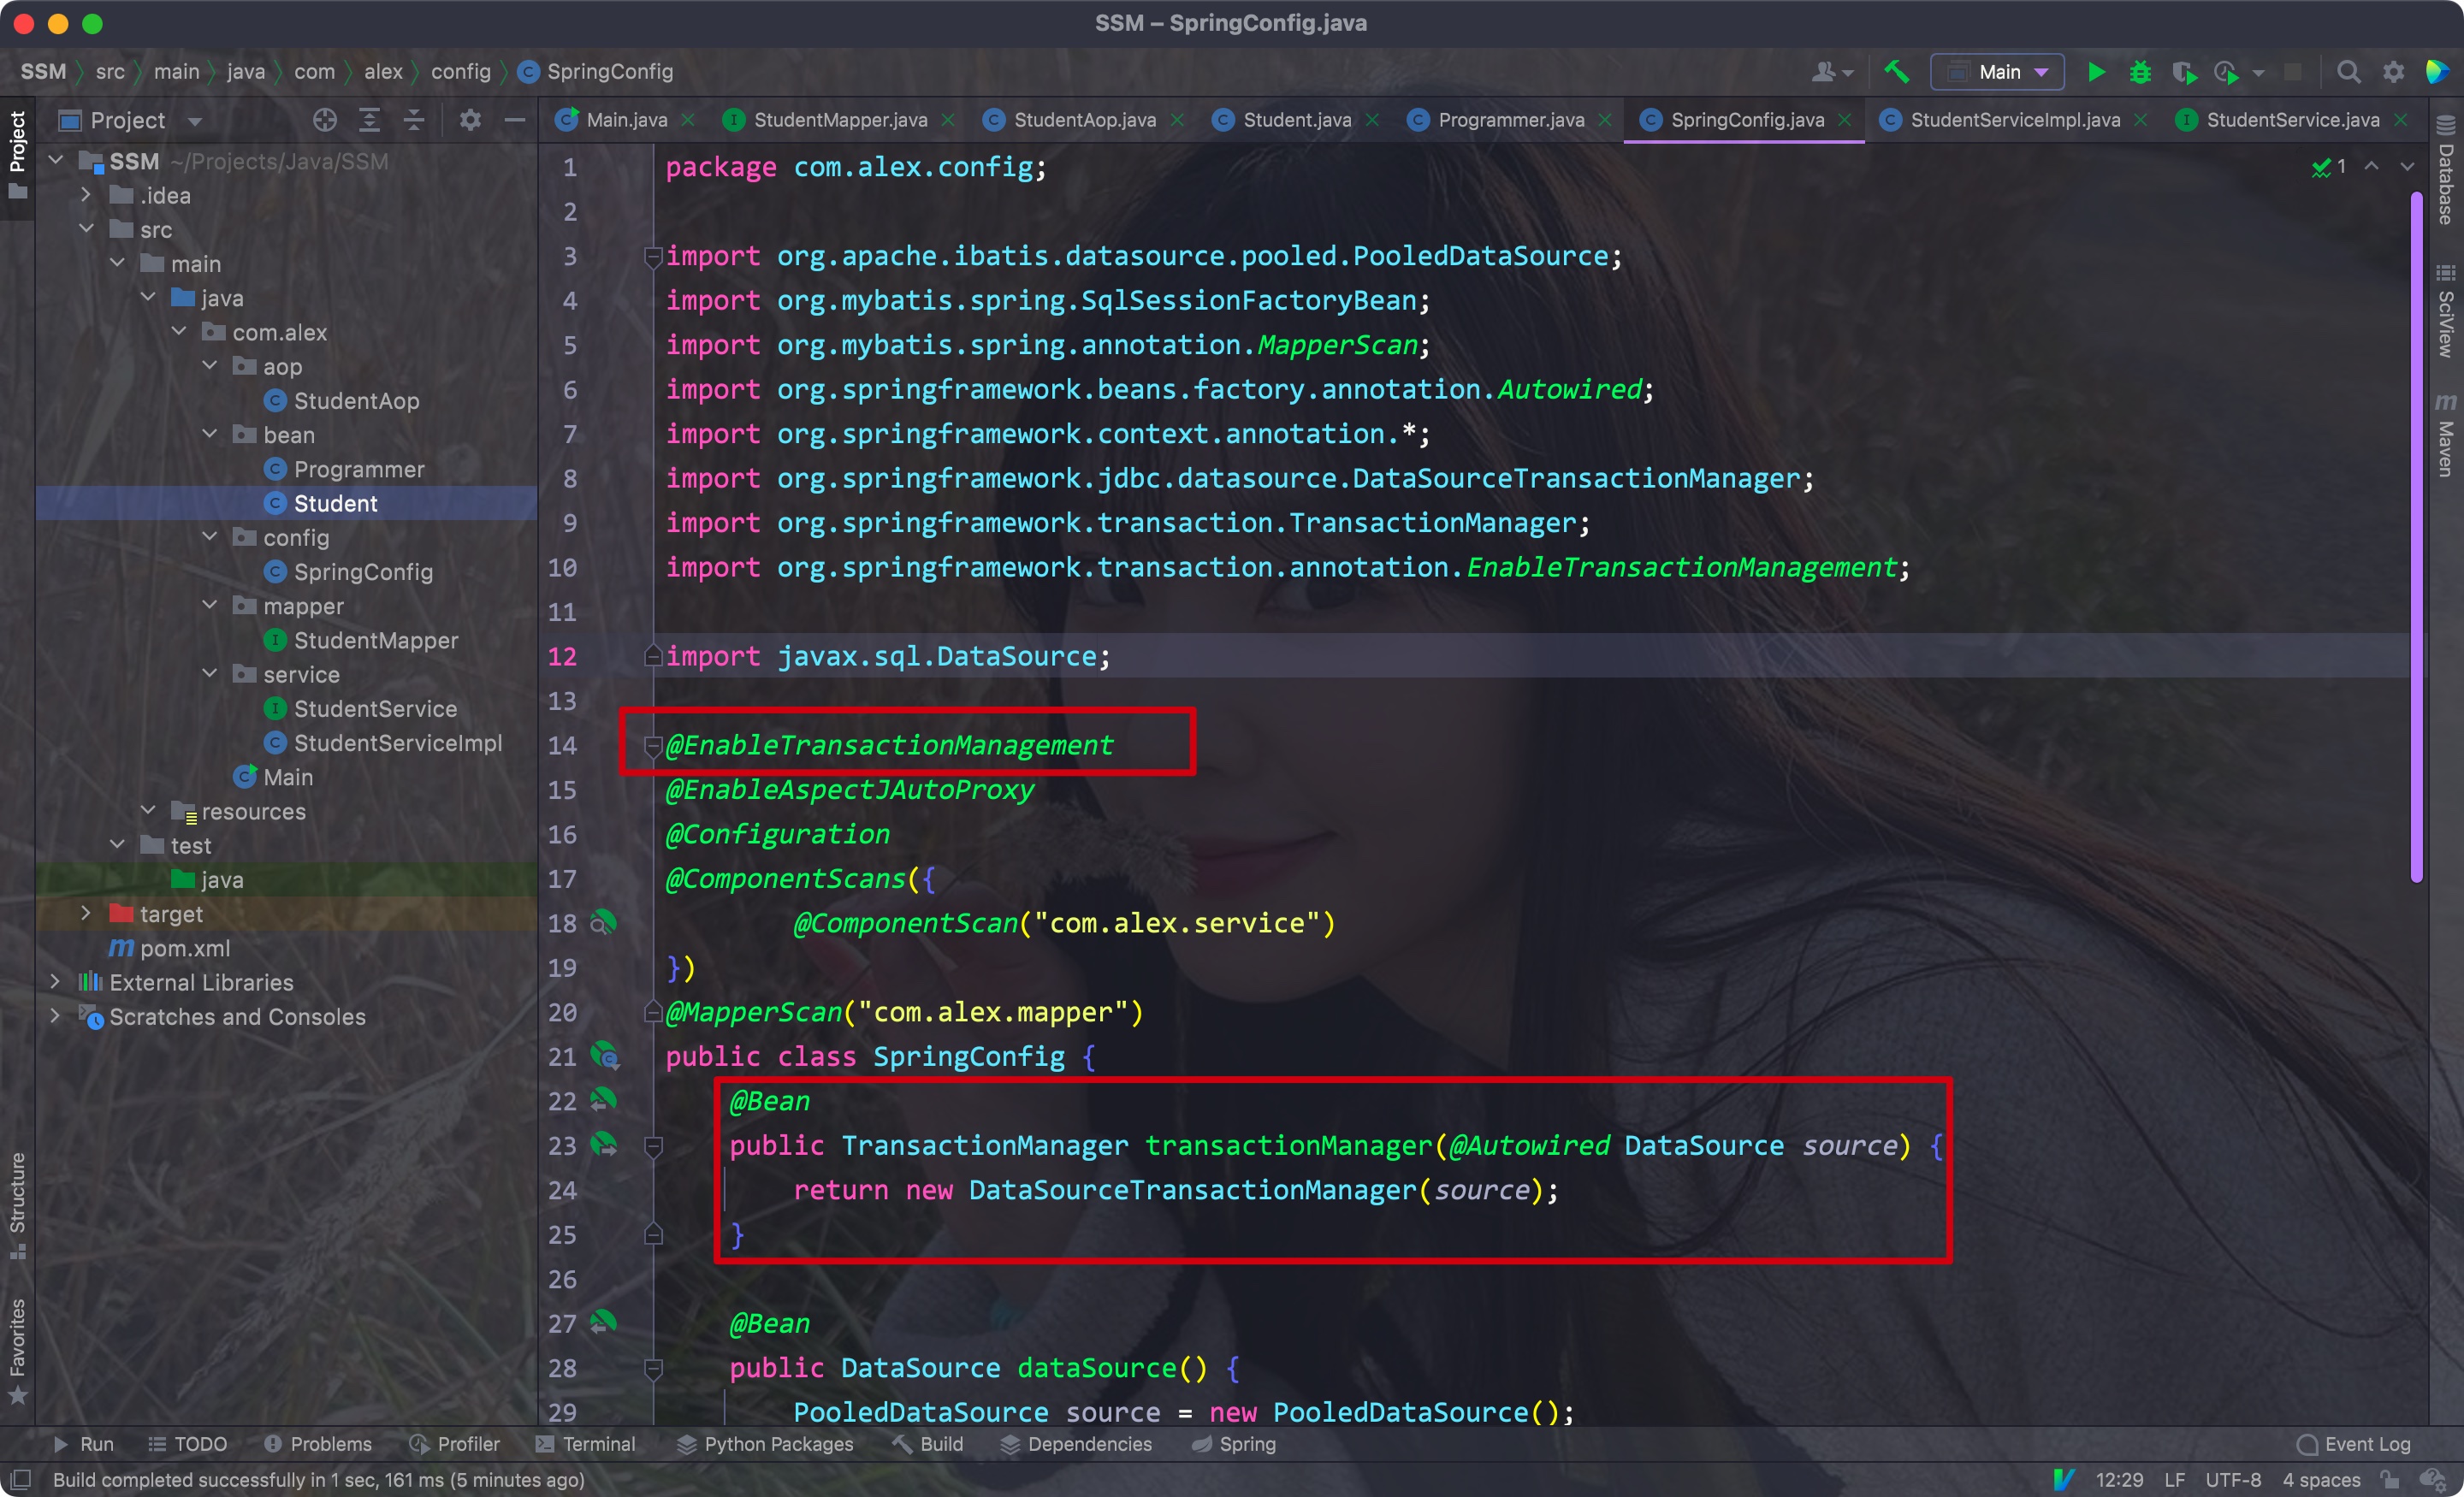 SSM – SpringConfig.java
SSM src main java com alex config SpringConfig
Main
Project
Main.java StudentMapper.java StudentAop.java Student.java Programmer.java SpringConfig.java StudentServiceImpl.java StudentService.java
Project
SSM ~/Projects/Java/SSM
.idea
src
main
java
com.alex
aop
StudentAop
bean
Programmer
Student
config
SpringConfig
mapper
StudentMapper
service
StudentService
StudentServiceImpl
Main
resources
test
java
target
pom.xml
External Libraries
Scratches and Consoles
Structure
Favorites
1 package com.alex.config;
2
3 import org.apache.ibatis.datasource.pooled.PooledDataSource;
4 import org.mybatis.spring.SqlSessionFactoryBean;
5 import org.mybatis.spring.annotation.MapperScan;
6 import org.springframework.beans.factory.annotation.Autowired;
7 import org.springframework.context.annotation.*;
8 import org.springframework.jdbc.datasource.DataSourceTransactionManager;
9 import org.springframework.transaction.TransactionManager;
10 import org.springframework.transaction.annotation.EnableTransactionManagement;
11
12 import javax.sql.DataSource;
13
14 @EnableTransactionManagement
15 @EnableAspectJAutoProxy
16 @Configuration
17 @ComponentScans({
18 @ComponentScan("com.alex.service")
19 })
20 @MapperScan("com.alex.mapper")
21 public class SpringConfig {
22 @Bean
23 public TransactionManager transactionManager(@Autowired DataSource source) {
24 return new DataSourceTransactionManager(source);
25 }
26
27 @Bean
28 public DataSource dataSource() {
29 PooledDataSource source = new PooledDataSource();
1
Database
SciView
Maven
Run TODO Problems Profiler Terminal Python Packages Build Dependencies Spring Event Log
Build completed successfully in 1 sec, 161 ms (5 minutes ago) 12:29 LF UTF-8 4 spaces